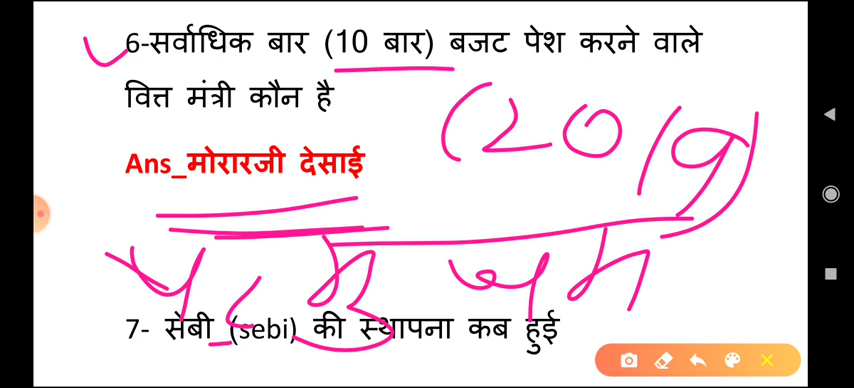 6-सर्वाधिक बार (10 बार) बजट पेश करने वाले
वित्त मंत्री कौन है
(2019)
Ans_मोरारजी देसाई
7- सेबी (sebi) की स्थापना कब हुई